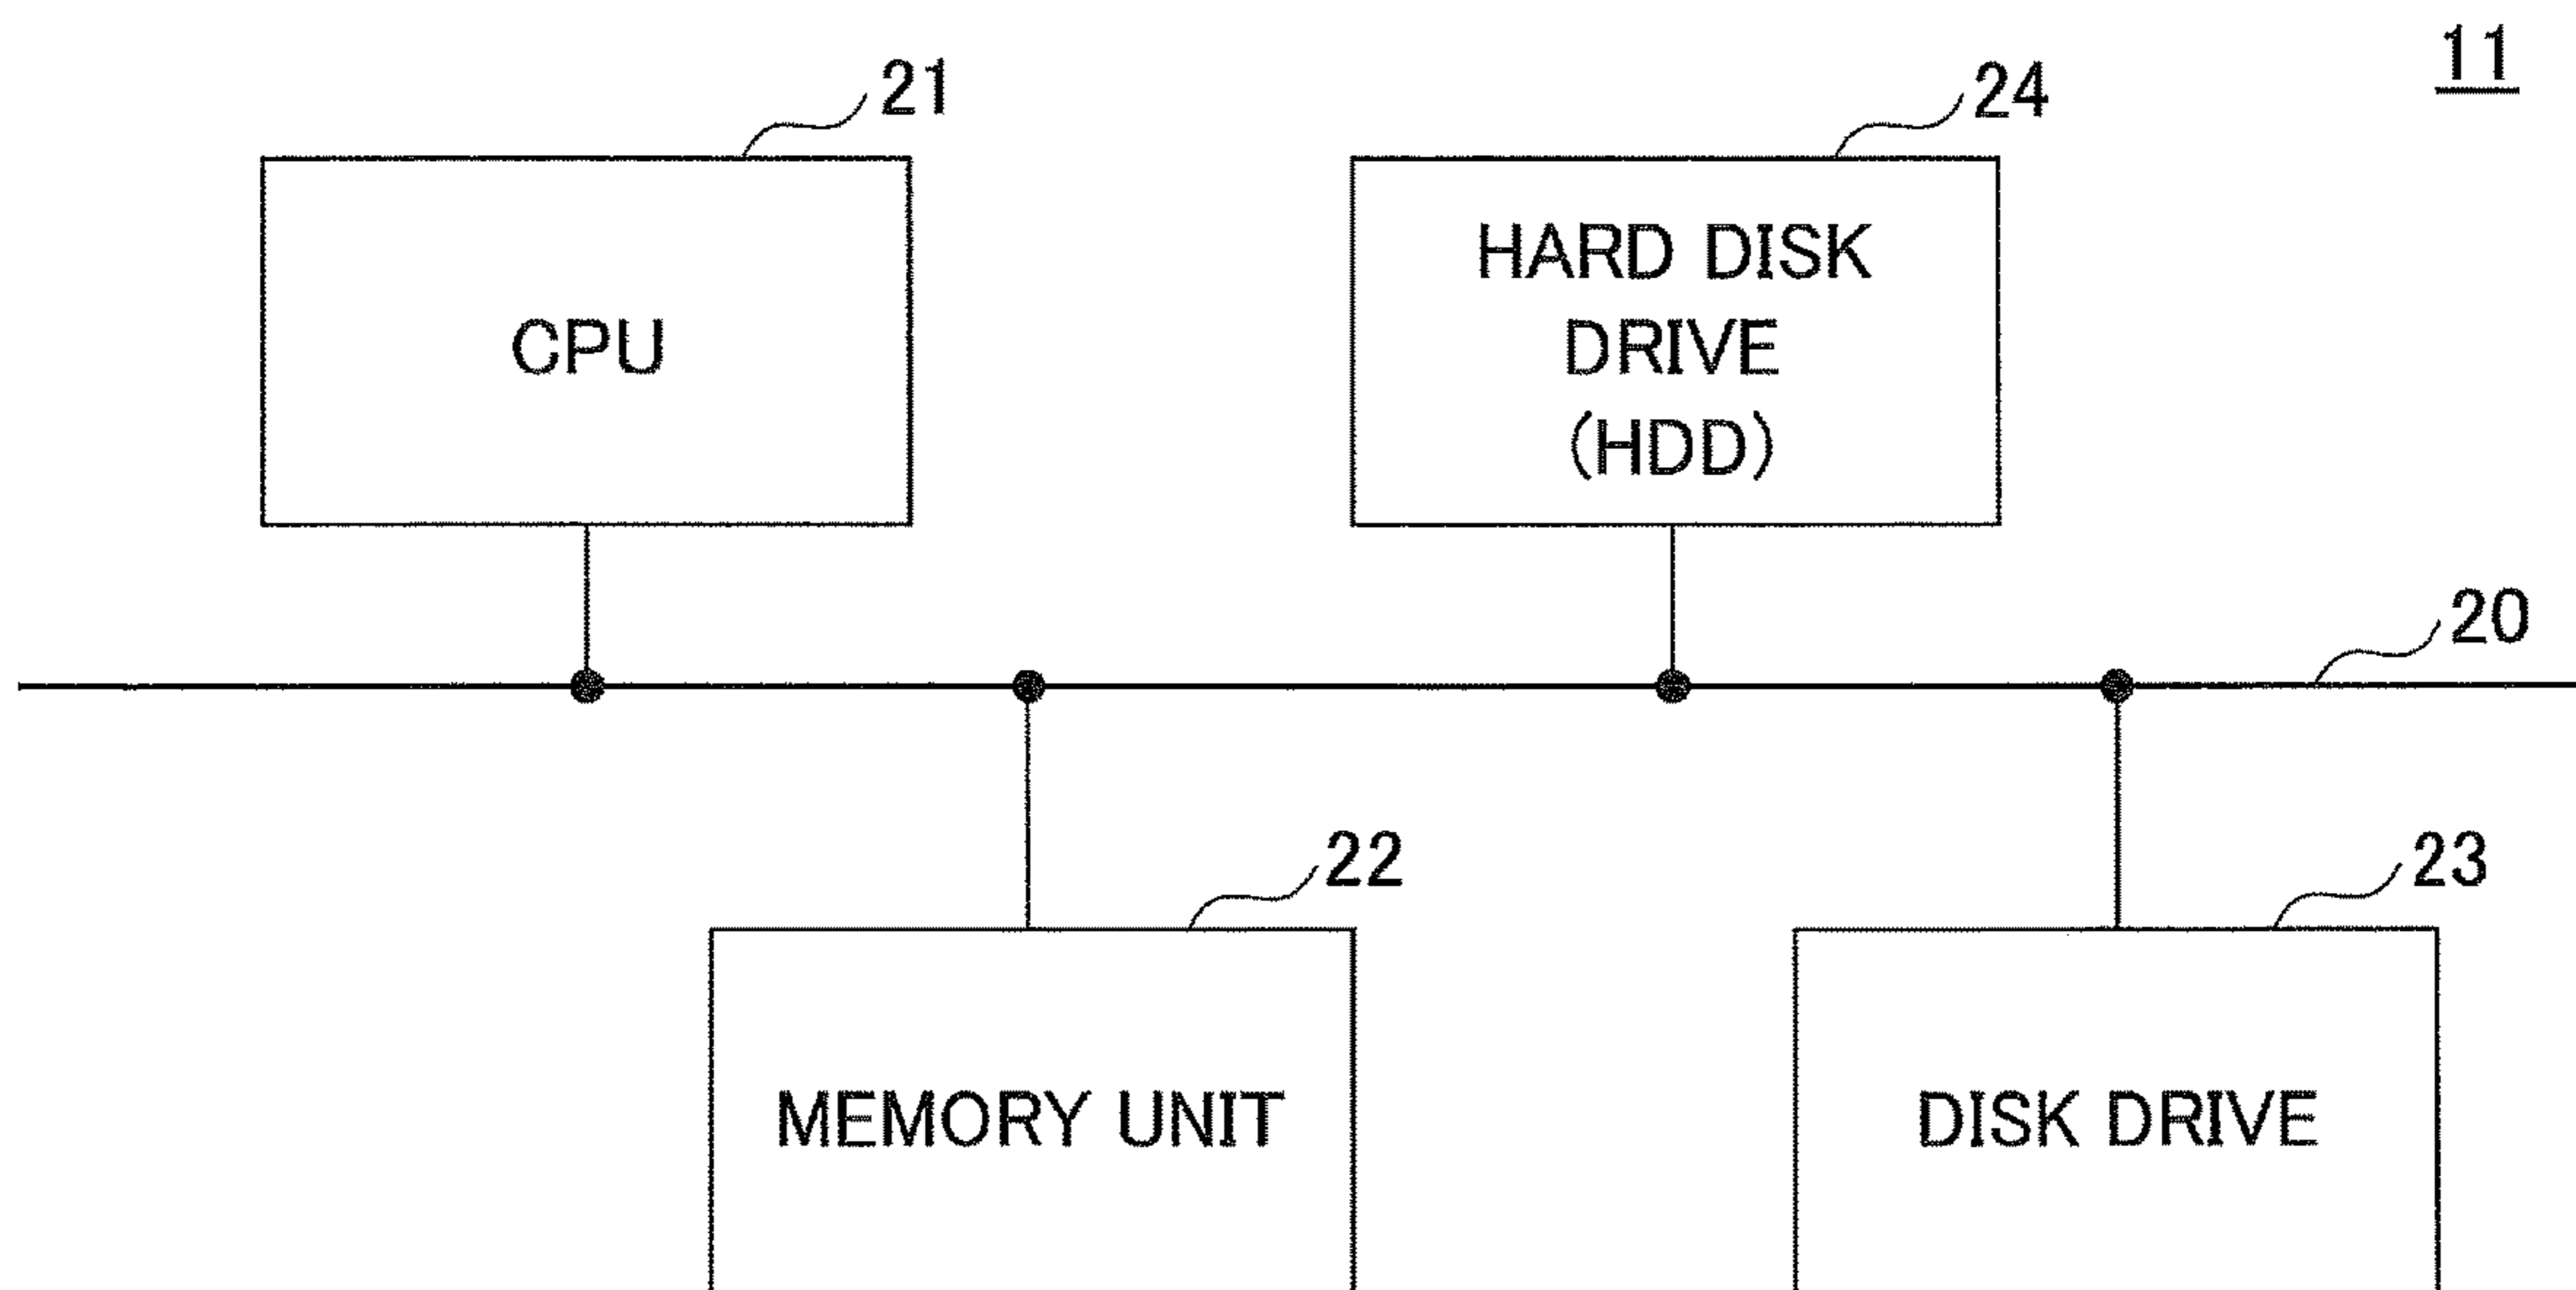 11
21
24
CPU
HARD DISK
DRIVE
(HDD)
20
22
23
MEMORY UNIT
DISK DRIVE